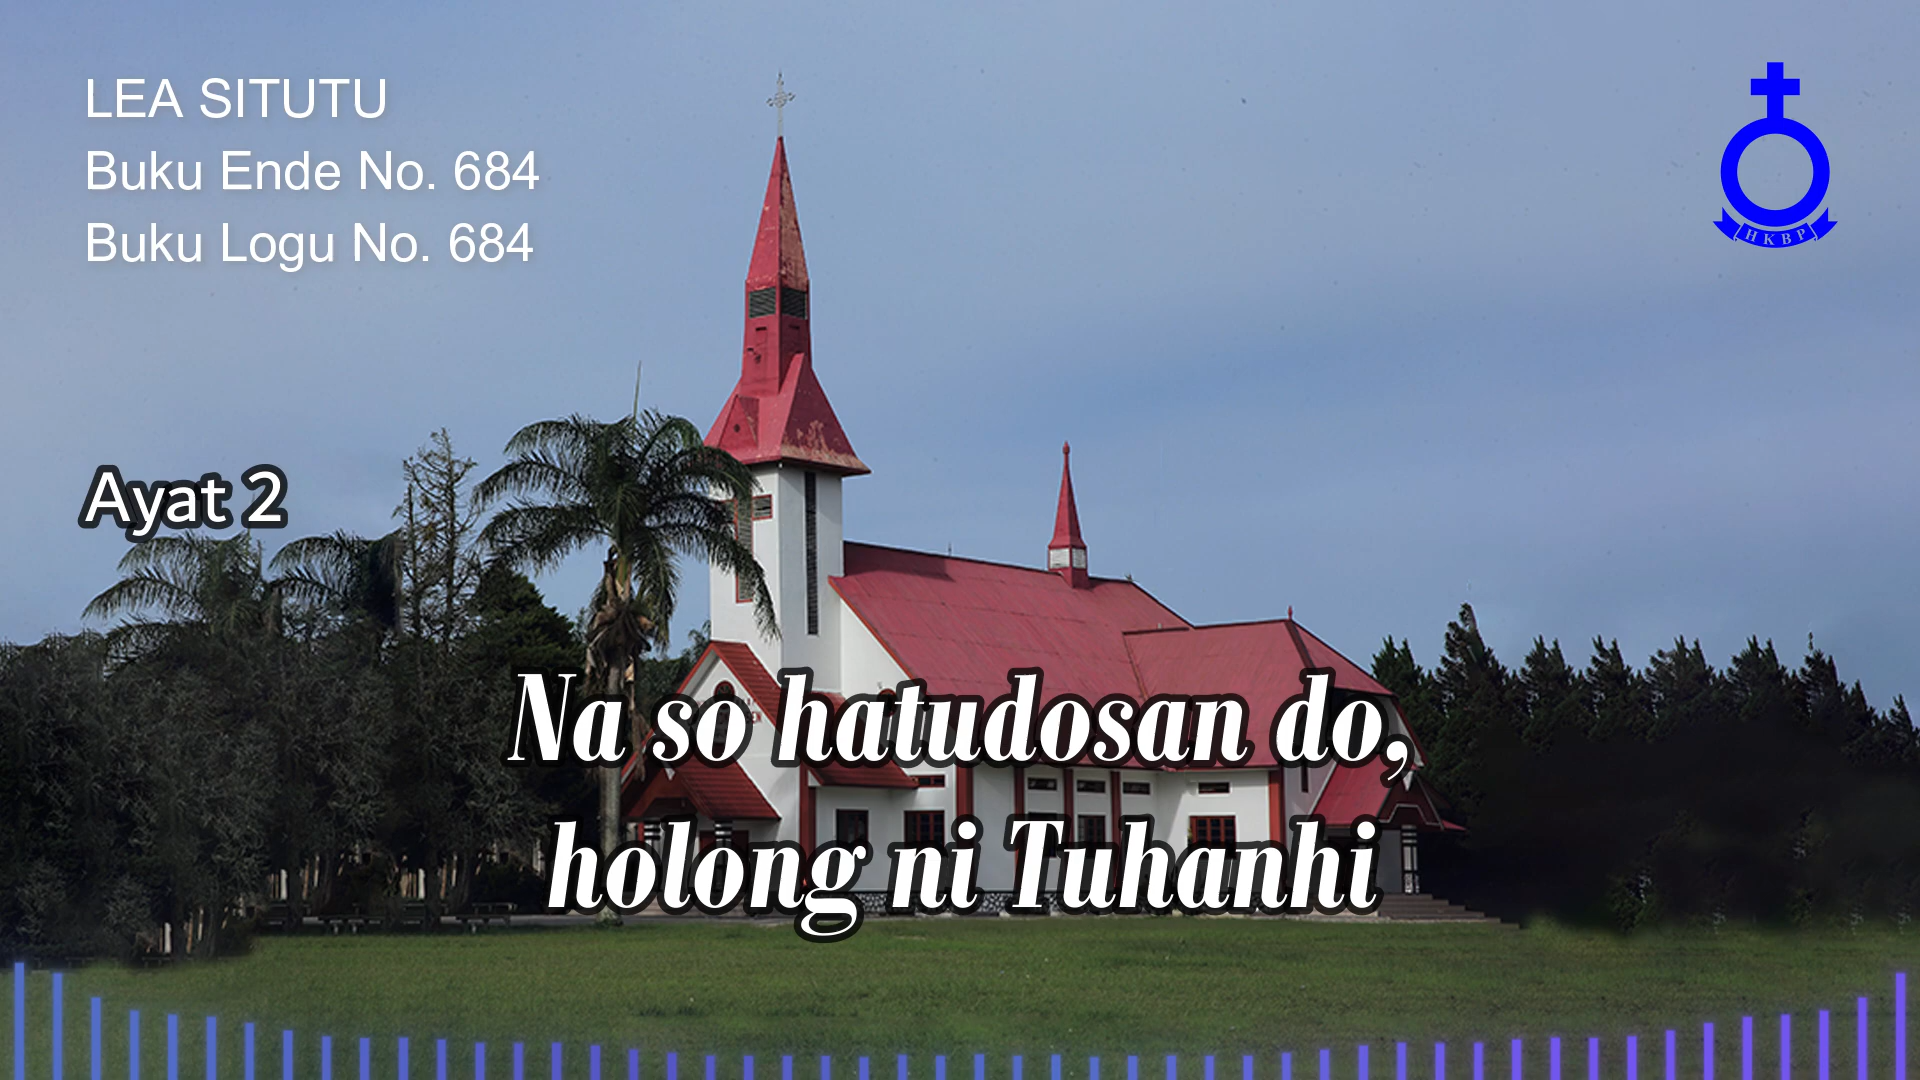 LEA SITUTU
Buku Ende No. 684
Buku Logu No. 684
HKBP
Ayat 2
Na so hatudosan do,
holong ni Tuhanhi